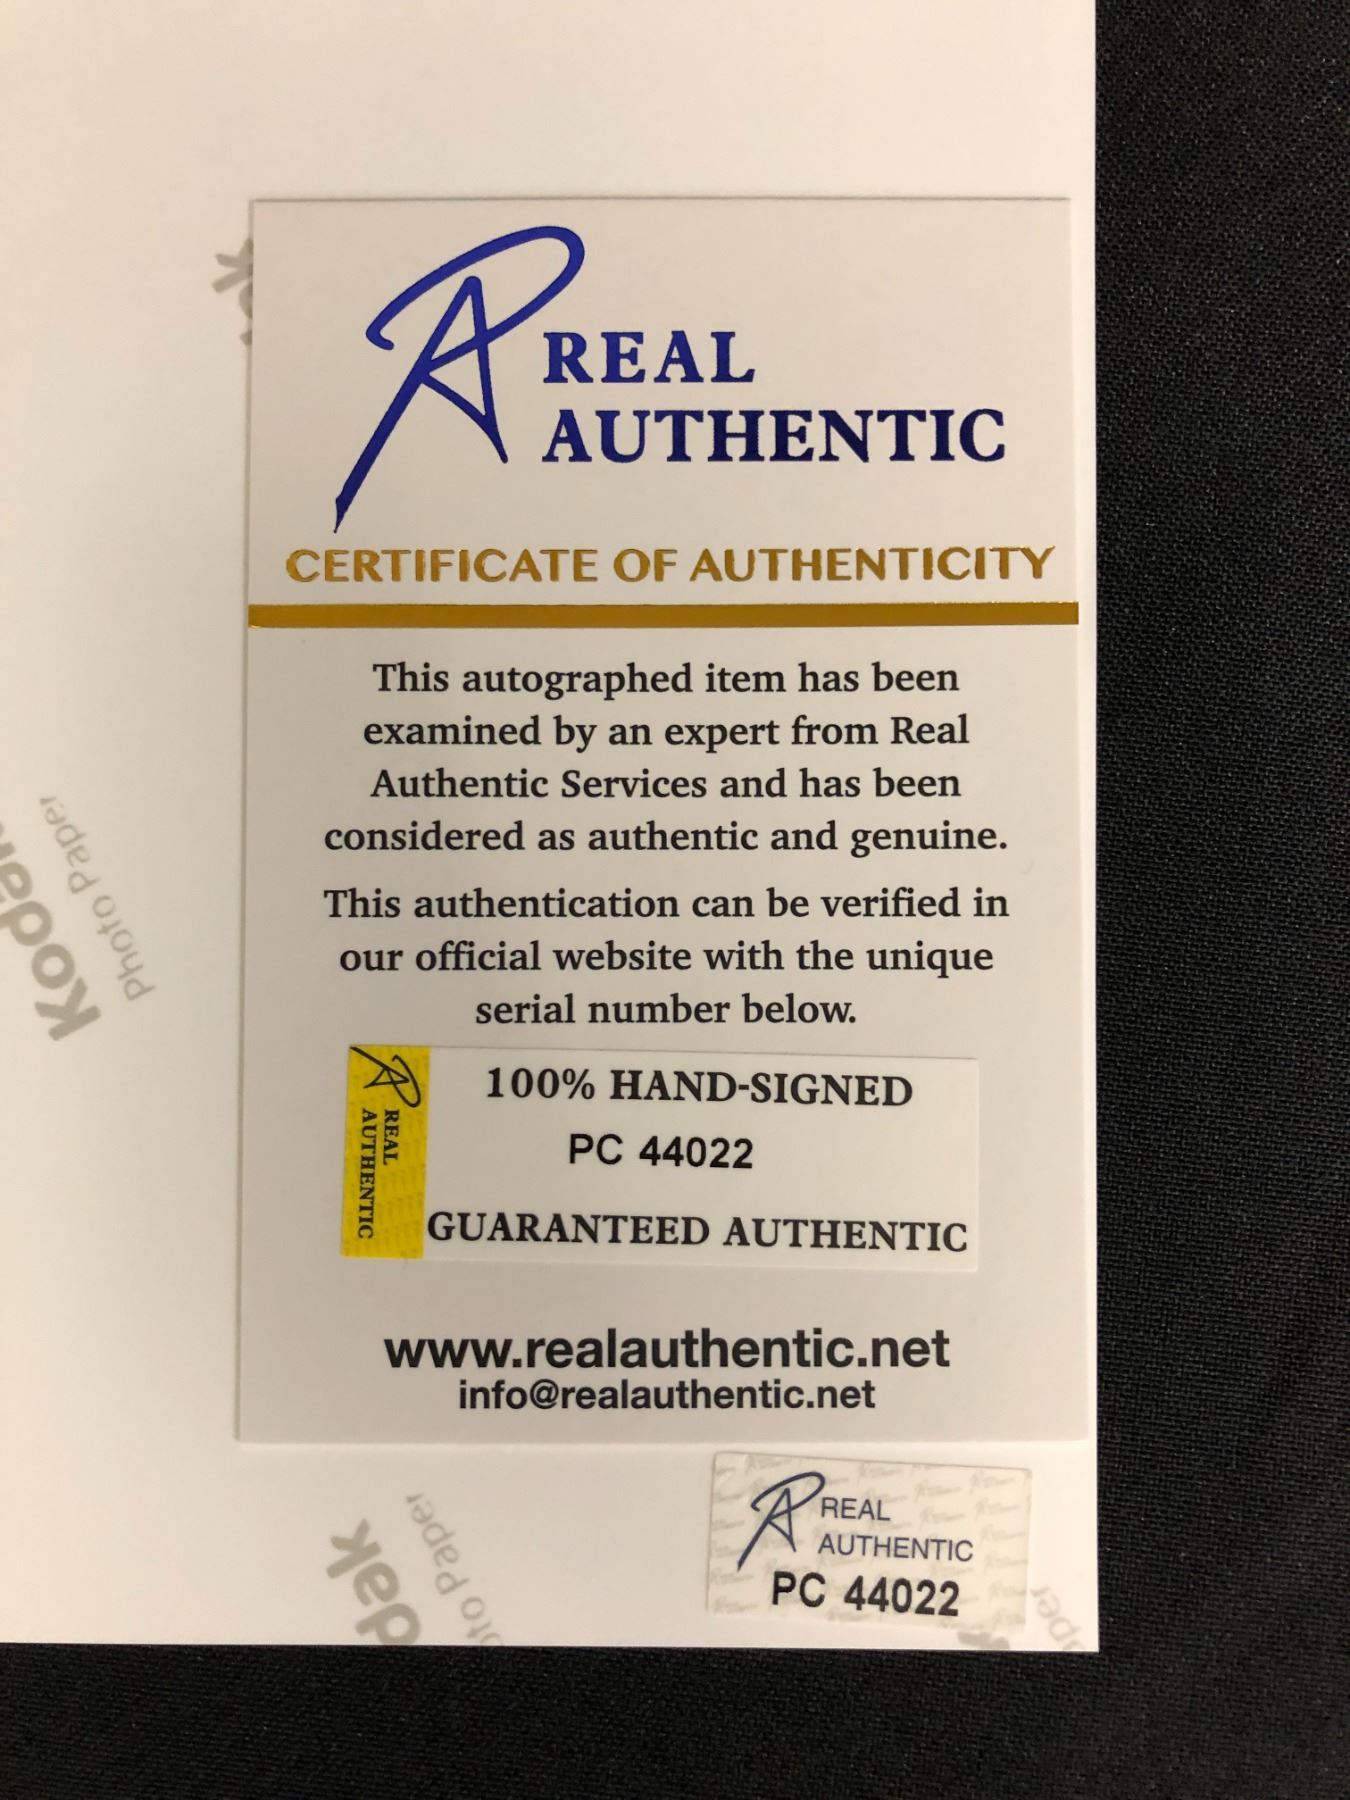 REAL
AUTHENTIC
CERTIFICATE OF AUTHENTICITY
This autographed item has been
examined by an expert from Real
Authentic Services and has been
considered as authentic and genuine.
This authentication can be verified in
our official website with the unique
serial number below.
REAL
AUTHENTIC
100% HAND-SIGNED
PC 44022
GUARANTEED AUTHENTIC
www.realauthentic.net
info@realauthentic.net
REAL
AUTHENTIC
PC 44022
Kodak
Photo Paper
dak
oto Paper